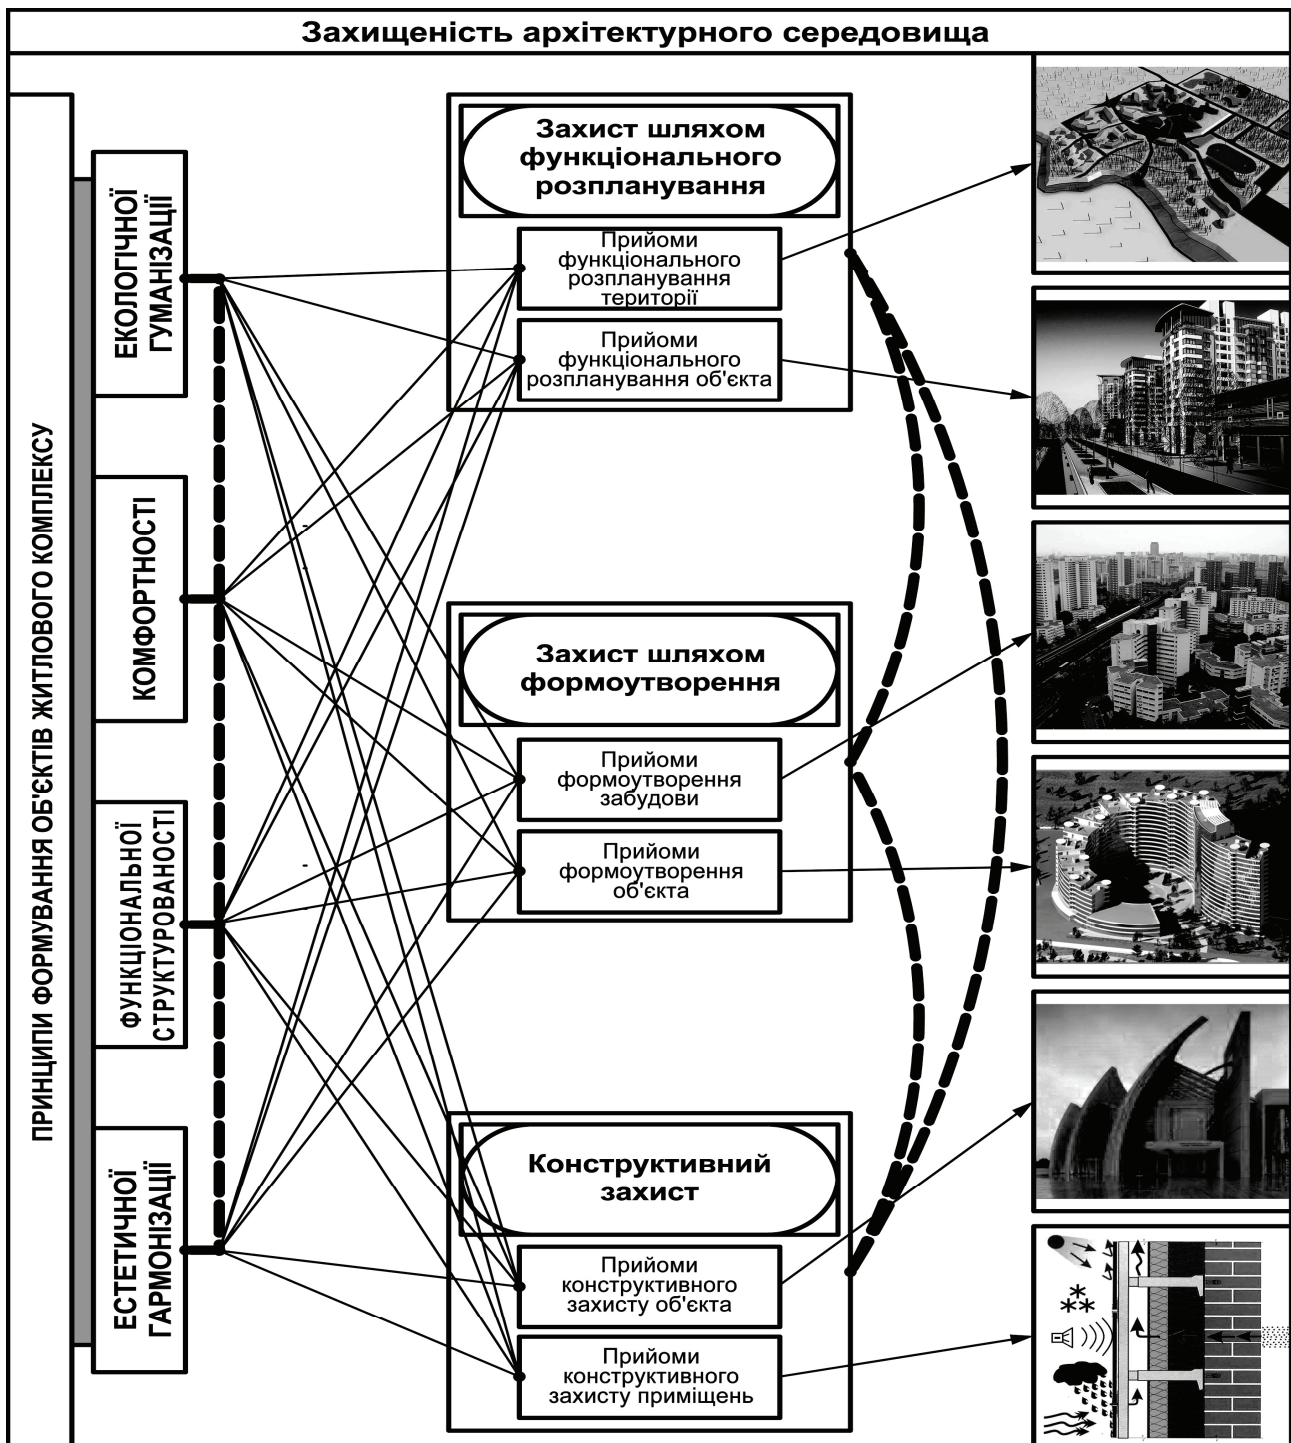 Захищеність архітектурного середовища
ПРИНЦИПИ ФОРМУВАННЯ ОБ'ЄКТІВ ЖИТЛОВОГО КОМПЛЕКСУ
ЕКОЛОГІЧНОЇ
ГУМАНІЗАЦІЇ
КОМФОРТНОСТІ
ФУНКЦІОНАЛЬНОЇ
СТРУКТУРОВАНОСТІ
ЕСТЕТИЧНОЇ
ГАРМОНІЗАЦІЇ
Захист шляхом
функціонального
розпланування
Прийоми
функціонального
розпланування
території
Прийоми
функціонального
розпланування об'єкта
Захист шляхом
формоутворення
Прийоми
формоутворення
забудови
Прийоми
формоутворення
об'єкта
Конструктивний
захист
Прийоми
конструктивного
захисту об'єкта
Прийоми
конструктивного
захисту приміщень